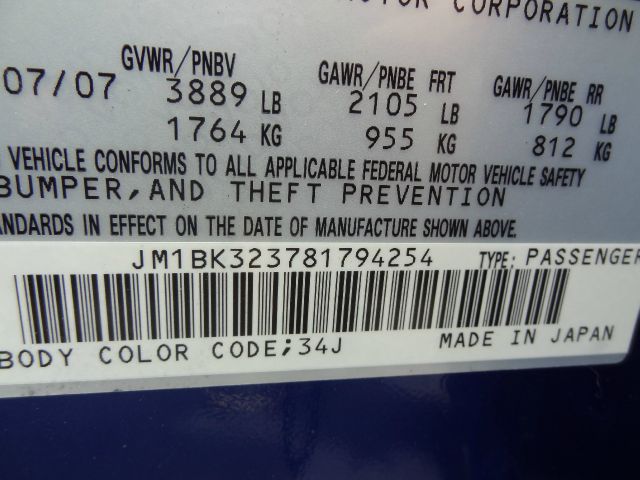 MOTOR CORPORATION
07/07
GVWR/PNBV
3889 LB
1764 KG
GAWR/PNBE FRT
2105 LB
955 KG
GAWR/PNBE RR
1790 LB
812 KG
VEHICLE CONFORMS TO ALL APPLICABLE FEDERAL MOTOR VEHICLE SAFETY
BUMPER,AND THEFT PREVENTION
ANDARDS IN EFFECT ON THE DATE OF MANUFACTURE SHOWN ABOVE.
JM1BK323781794254 TYPE: PASSENGER
BODY COLOR CODE;34J MADE IN JAPAN